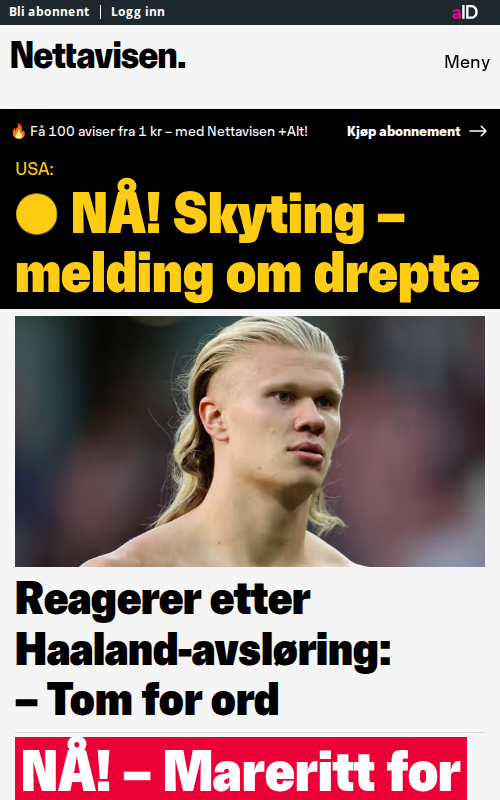 Bli abonnent | Logg inn
aID
Nettavisen.
Meny
🔥 Få 100 aviser fra 1 kr – med Nettavisen +Alt!
Kjøp abonnement →
USA:
NÅ! Skyting –
melding om drepte
Reagerer etter
Haaland-avsløring:
– Tom for ord
NÅ! – Mareritt for